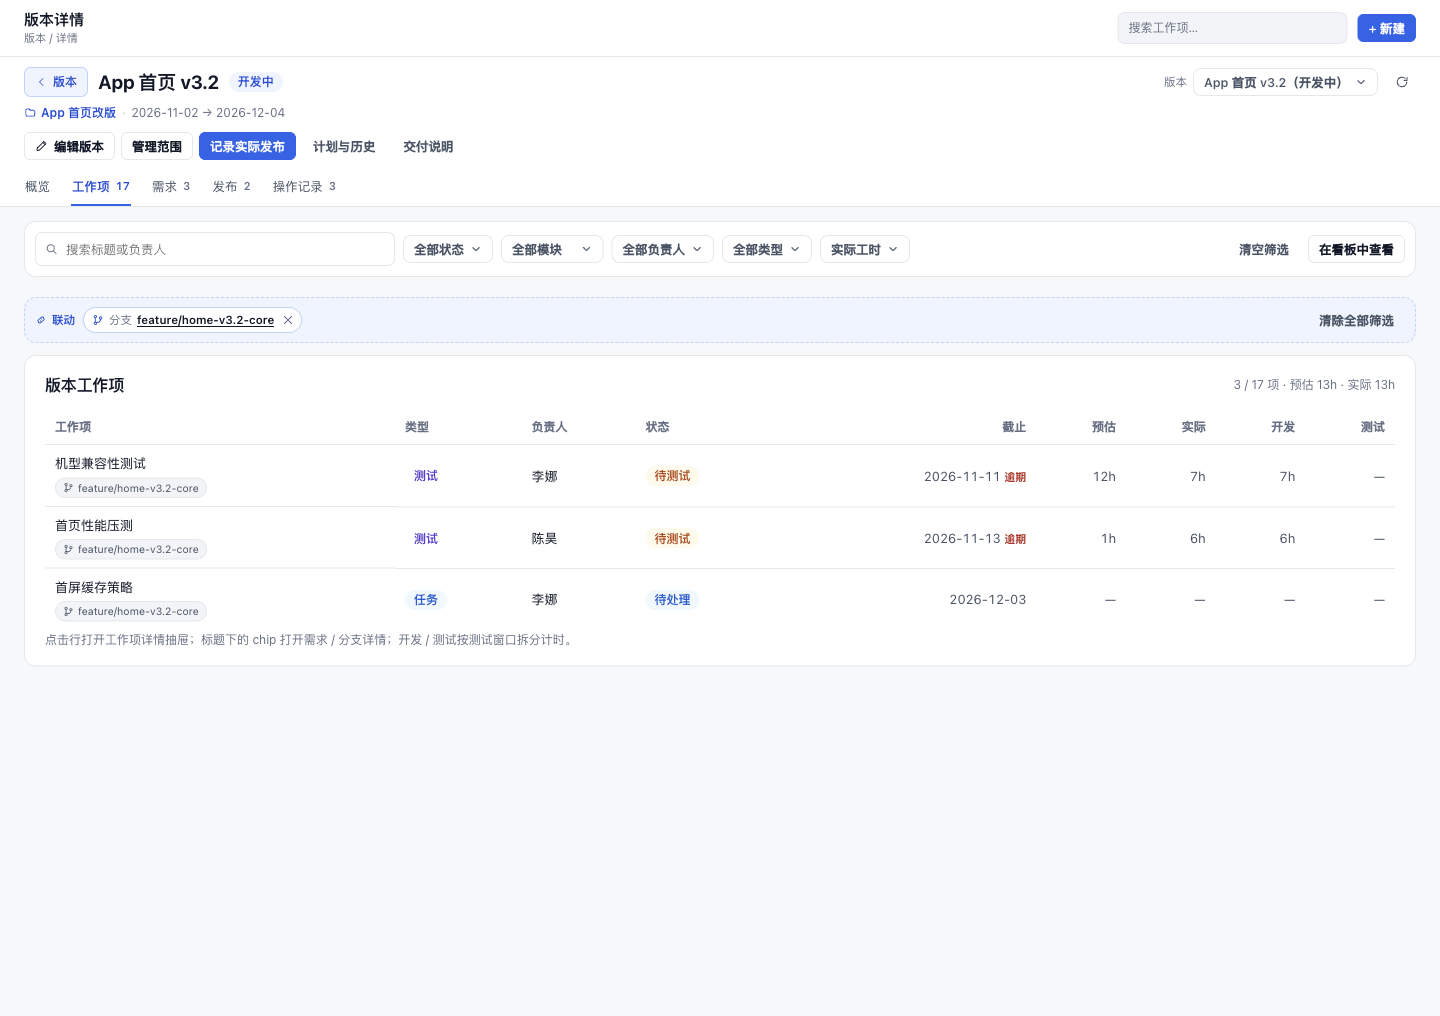 版本详情
版本 / 详情
搜索工作项...
+ 新建
版本
App 首页 v3.2
开发中
版本
App 首页 v3.2（开发中）
App 首页改版 · 2026-11-02 → 2026-12-04
编辑版本
管理范围
记录实际发布
计划与历史
交付说明
概览
工作项 17
需求 3
发布 2
操作记录 3
搜索标题或负责人
全部状态
全部模块
全部负责人
全部类型
实际工时
清空筛选
在看板中查看
联动
分支 feature/home-v3.2-core
清除全部筛选
版本工作项
3 / 17 项 · 预估 13h · 实际 13h
工作项 类型 负责人 状态 截止 预估 实际 开发 测试
机型兼容性测试
feature/home-v3.2-core
测试 李娜 待测试 2026-11-11 逾期 12h 7h 7h —
首页性能压测
feature/home-v3.2-core
测试 陈昊 待测试 2026-11-13 逾期 1h 6h 6h —
首屏缓存策略
feature/home-v3.2-core
任务 李娜 待处理 2026-12-03 — — — —
点击行打开工作项详情抽屉；标题下的 chip 打开需求 / 分支详情；开发 / 测试按测试窗口拆分计时。